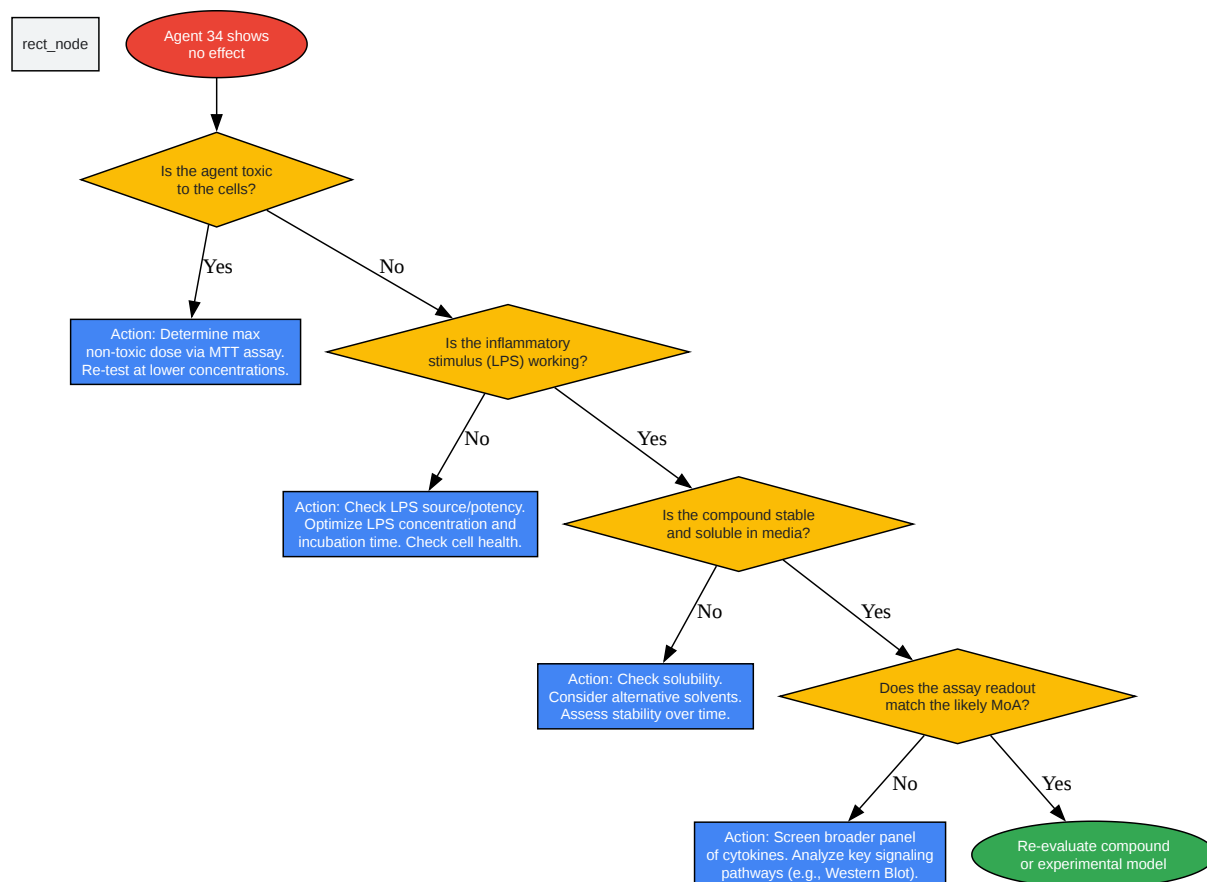 rect_node
Agent 34 shows
no effect
Is the agent toxic
to the cells?
Yes
No
Action: Determine max
non-toxic dose via MTT assay.
Re-test at lower concentrations.
Is the inflammatory
stimulus (LPS) working?
No
Yes
Action: Check LPS source/potency.
Optimize LPS concentration and
incubation time. Check cell health.
Is the compound stable
and soluble in media?
No
Yes
Action: Check solubility.
Consider alternative solvents.
Assess stability over time.
Does the assay readout
match the likely MoA?
No
Yes
Action: Screen broader panel
of cytokines. Analyze key signaling
pathways (e.g., Western Blot).
Re-evaluate compound
or experimental model